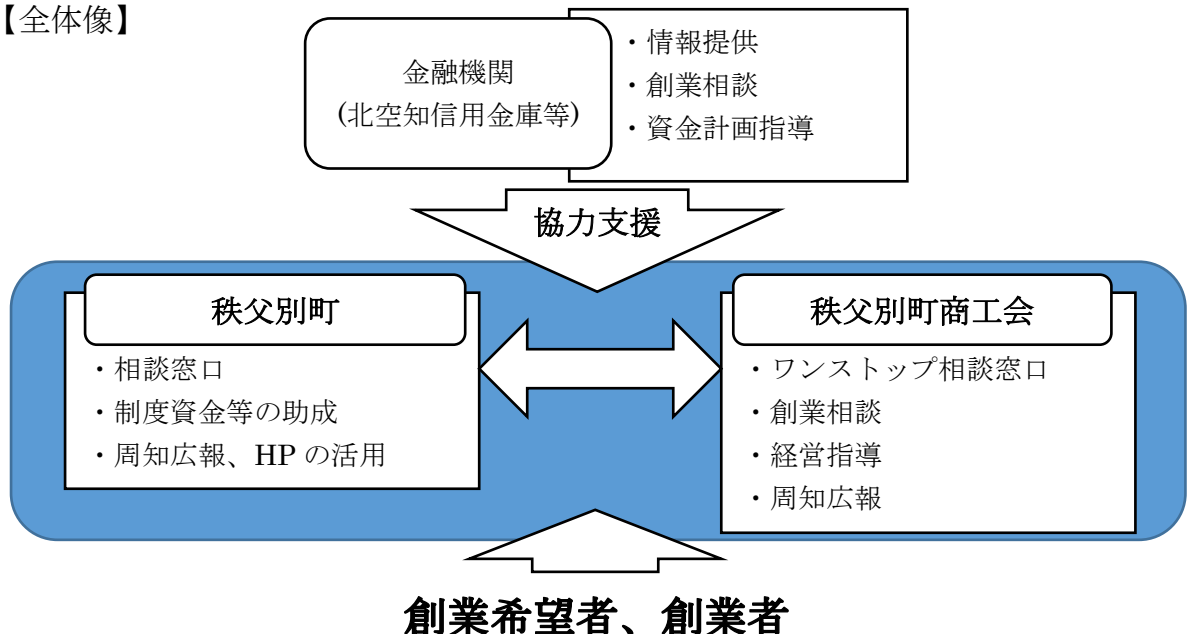 【全体像】
金融機関
(北空知信用金庫等)
・情報提供
・創業相談
・資金計画指導
協力支援
秩父別町
・相談窓口
・制度資金等の助成
・周知広報、HP の活用
秩父別町商工会
・ワンストップ相談窓口
・創業相談
・経営指導
・周知広報
創業希望者、創業者